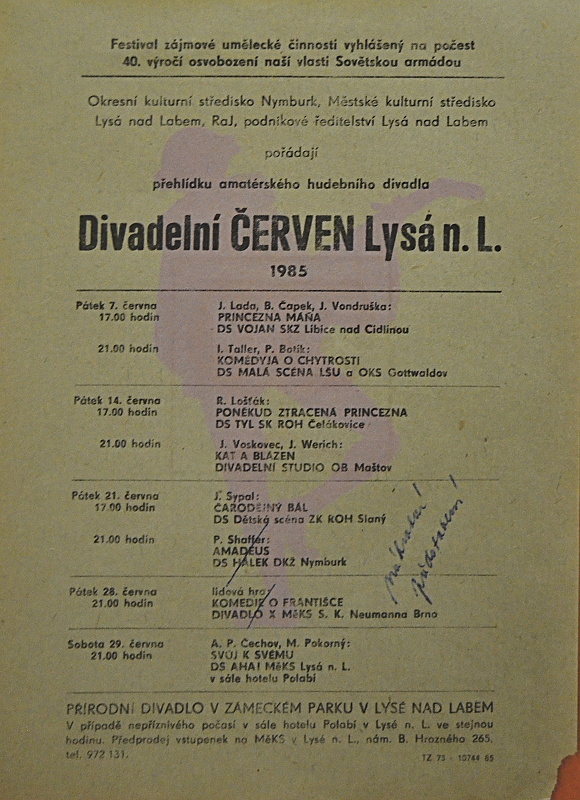 Festival zájmové umělecké činnosti vyhlášený na počest
40. výročí osvobození naší vlasti Sovětskou armádou
Okresní kulturní středisko Nymburk, Městské kulturní středisko
Lysá nad Labem, RaJ, podnikové ředitelství Lysá nad Labem
pořádají
přehlídku amatérského hudebního divadla
Divadelní ČERVEN Lysá n. L.
1985
Pátek 7. června
17.00 hodin
J. Lada, B. Čapek, J. Vondruška:
PRINCEZNA MÁŇA
DS VOJAN SKZ Libice nad Cidlinou
21.00 hodin
I. Taller, P. Botík:
KOMEDYJA O CHYTROSTI
DS MALÁ SCÉNA LŠU a OKS Gottwaldov
Pátek 14. června
17.00 hodin
R. Lošťák:
PONĚKUD ZTRACENÁ PRINCEZNA
DS TYL SK ROH Čelákovice
21.00 hodin
J. Voskovec, J. Werich:
KAT A BLÁZEN
DIVADELNÍ STUDIO OB Maštov
Pátek 21. června
17.00 hodin
J. Sypal:
ČARODĚJNÝ BÁL
DS Dětská scéna ZK ROH Slaný
21.00 hodin
P. Shaffer:
AMADEUS
DS HÁLEK DKŽ Nymburk
Pátek 28. června
21.00 hodin
lidová hra:
KOMEDIE O FRANTIŠCE
DIVADLO X MěKS S. K. Neumanna Brno
Sobota 29. června
21.00 hodin
A. P. Čechov, M. Pokorný:
SVŮJ K SVÉMU
DS AHA! MěKS Lysá n. L.
v sále hotelu Polabí
PŘÍRODNÍ DIVADLO V ZÁMECKÉM PARKU V LYSÉ NAD LABEM
V případě nepříznivého počasí v sále hotelu Polabí v Lysé n. L. ve stejnou
hodinu. Předprodej vstupenek na MěKS v Lysé n. L., nám. B. Hrozného 265,
tel. 972 131.
TZ 73 - 10744 85